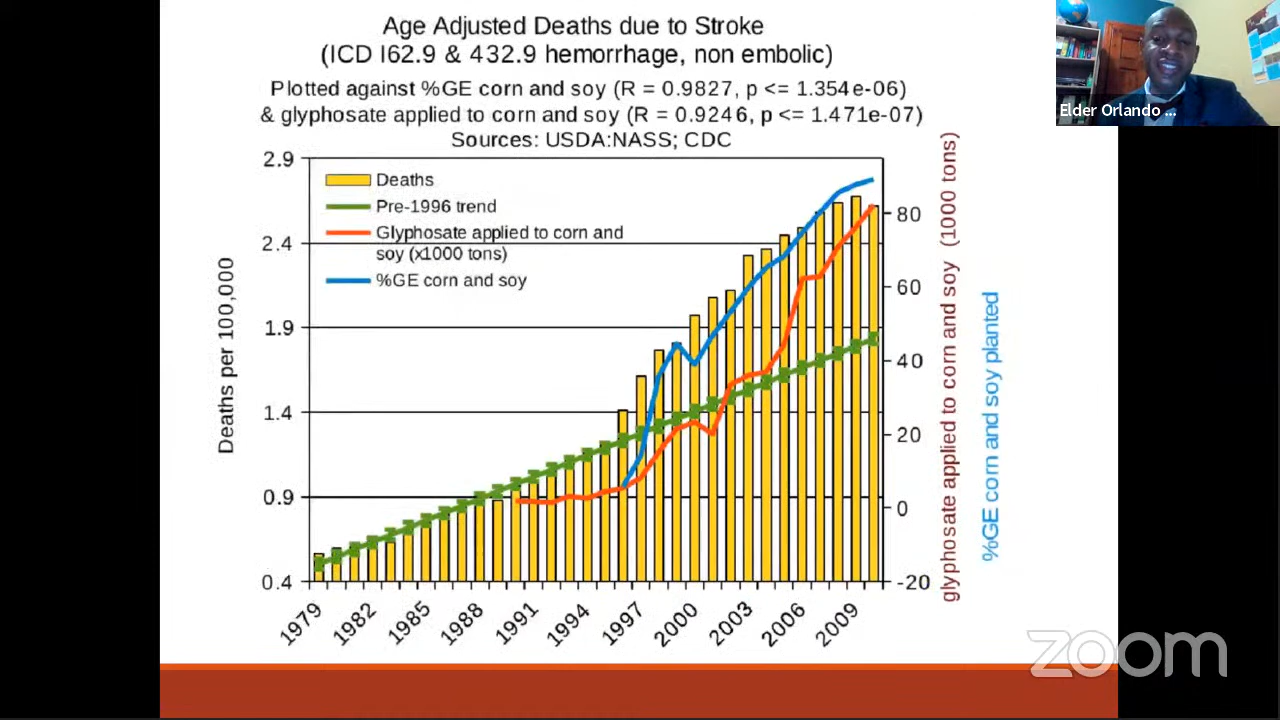 Age Adjusted Deaths due to Stroke
(ICD I62.9 & 432.9 hemorrhage, non embolic)
Plotted against %GE corn and soy (R = 0.9827, p <= 1.354e-06)
& glyphosate applied to corn and soy (R = 0.9246, p <= 1.471e-07)
Sources: USDA:NASS; CDC
Elder Orlando ...
Deaths
Pre-1996 trend
Glyphosate applied to corn and
soy (x1000 tons)
%GE corn and soy
Deaths per 100,000
2.9
2.4
1.9
1.4
0.9
0.4
80
60
40
20
0
-20
glyphosate applied to corn and soy (1000 tons)
%GE corn and soy planted
1979 1982 1985 1988 1991 1994 1997 2000 2003 2006 2009
zoom